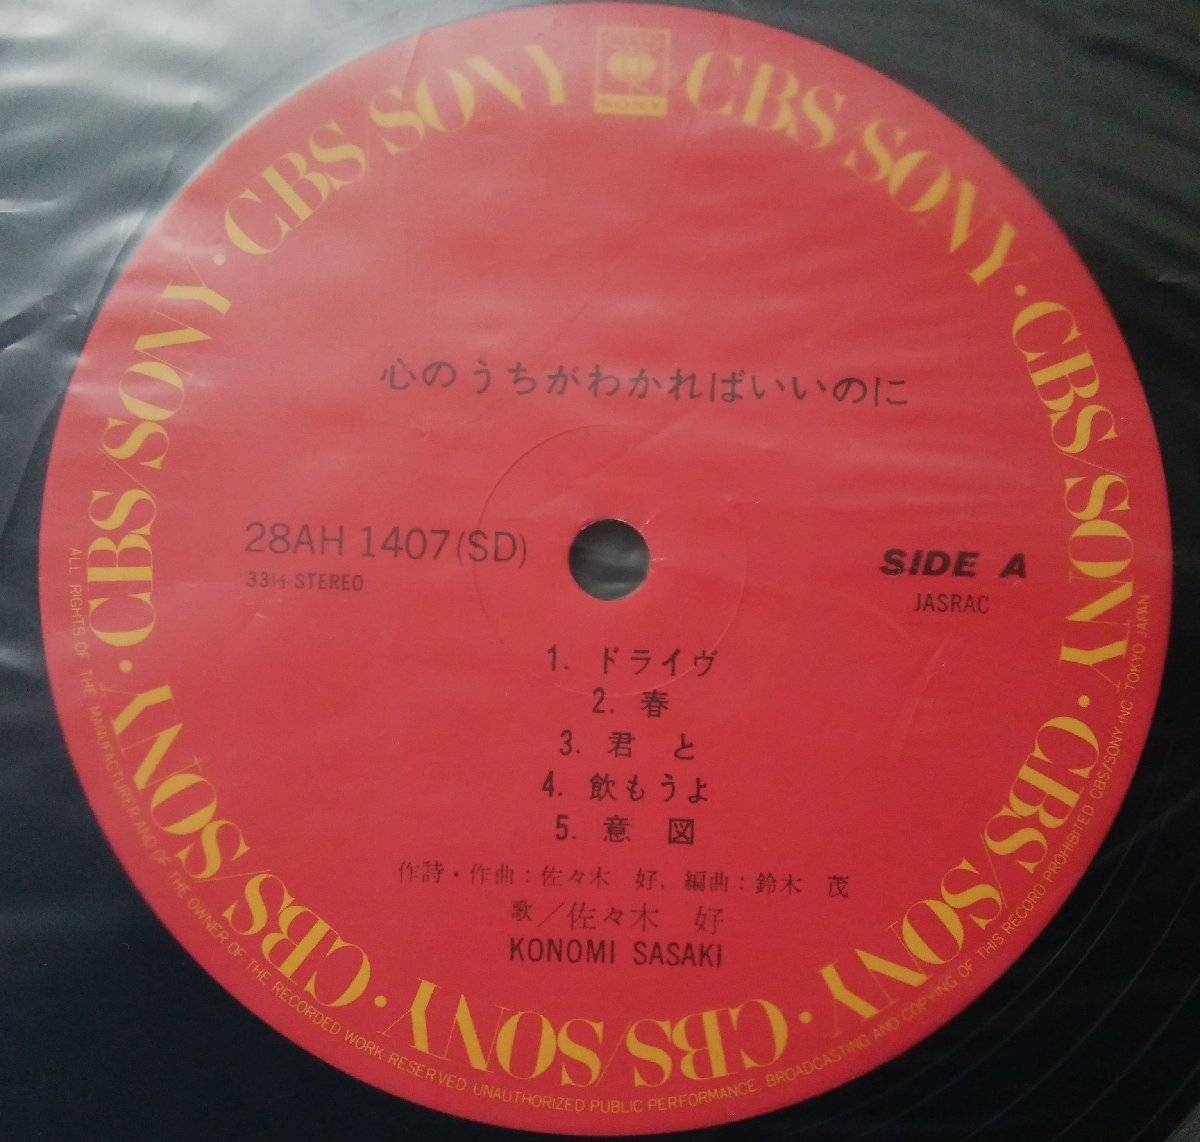 CBS/SONY · CBS/SONY · CBS/SONY · CBS/SONY · CBS/SONY · CBS/SONY · CBS/SONY · CBS/SONY
SONY
心のうちがわかればいいのに
28AH 1407(SD)
33⅓ STEREO
SIDE A
JASRAC
1. ドライヴ
2. 春
3. 君 と
4. 飲もうよ
5. 意 図
作詩・作曲:佐々木 好, 編曲:鈴木 茂
歌/佐々木 好
KONOMI SASAKI
ALL RIGHTS OF THE MANUFACTURER AND OF THE OWNER OF THE RECORDED WORK RESERVED UNAUTHORIZED PUBLIC PERFORMANCE BROADCASTING AND COPYING OF THIS RECORD PROHIBITED CBS/SONY INC TOKYO JAPAN